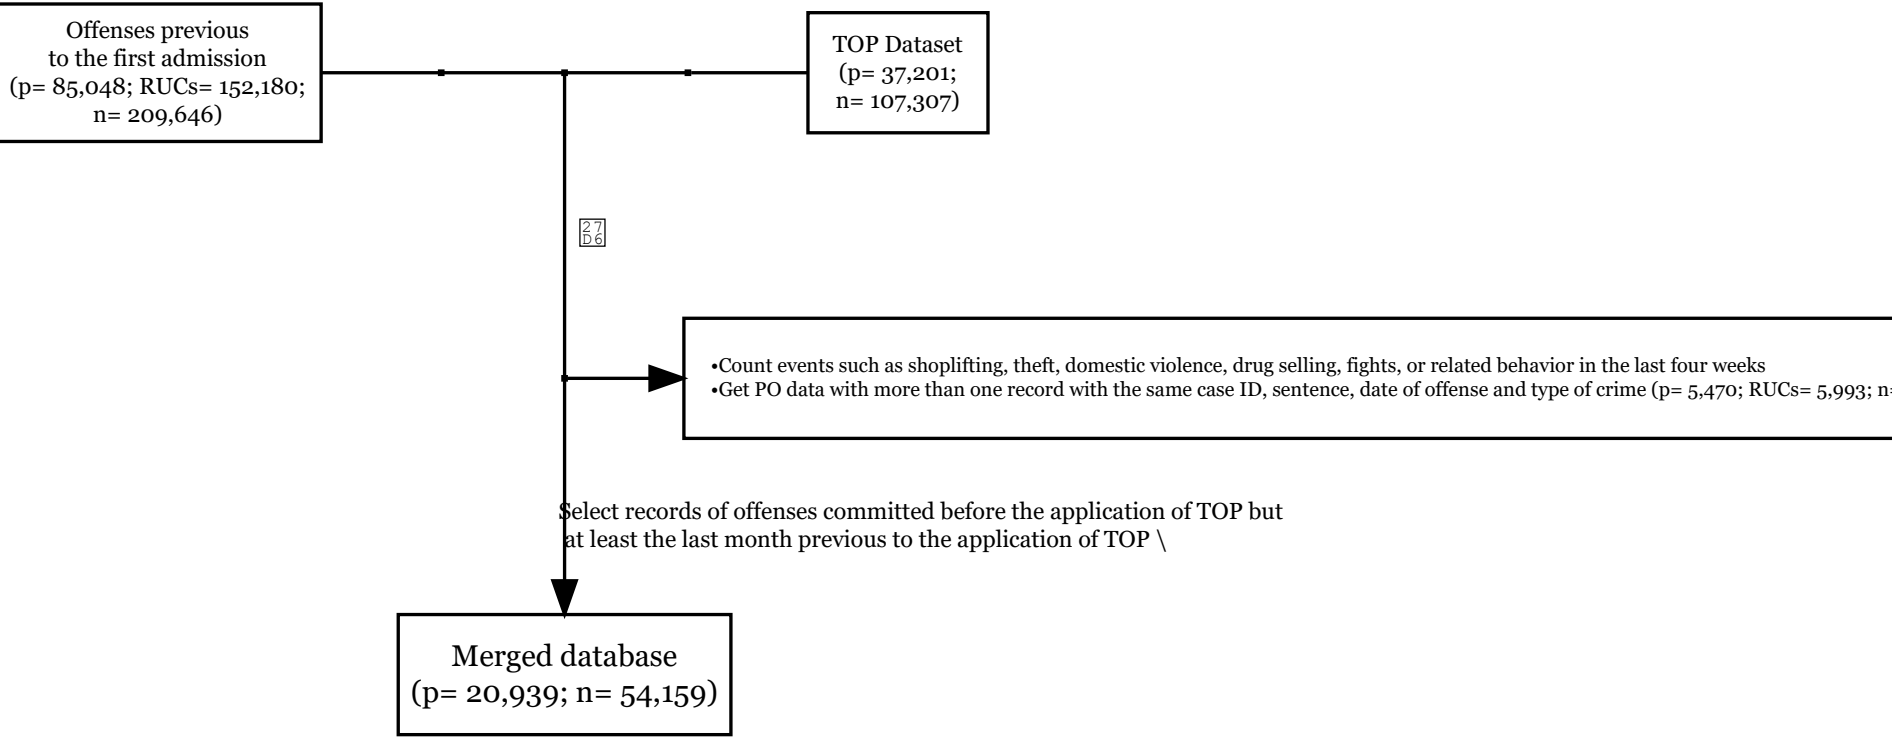 Offenses previous
to the first admission
(p= 85,048; RUCs= 152,180;
n= 209,646)
TOP Dataset
(p= 37,201;
n= 107,307)
27
D6
•Count events such as shoplifting, theft, domestic violence, drug selling, fights, or related behavior in the last four weeks
•Get PO data with more than one record with the same case ID, sentence, date of offense and type of crime (p= 5,470; RUCs= 5,993; n=
Select records of offenses committed before the application of TOP but
at least the last month previous to the application of TOP \
Merged database
(p= 20,939; n= 54,159)